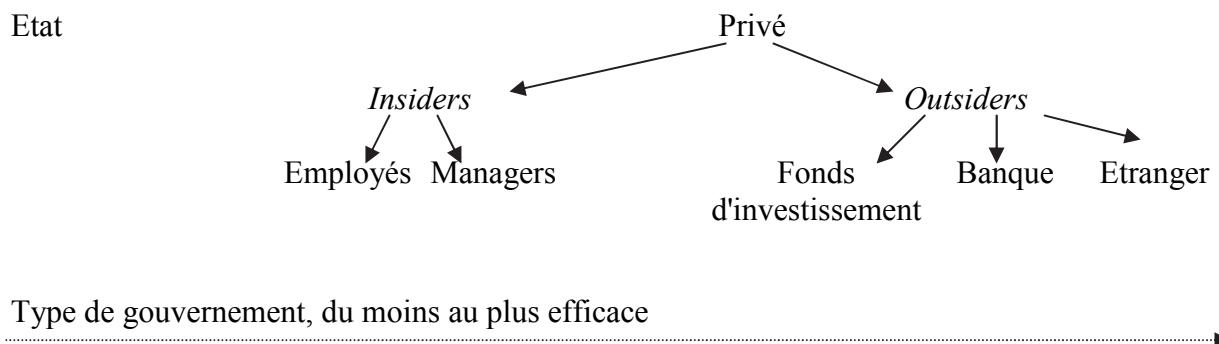 Etat Privé
Insiders Outsiders
Employés Managers Fonds d'investissement Banque Etranger
Type de gouvernement, du moins au plus efficace